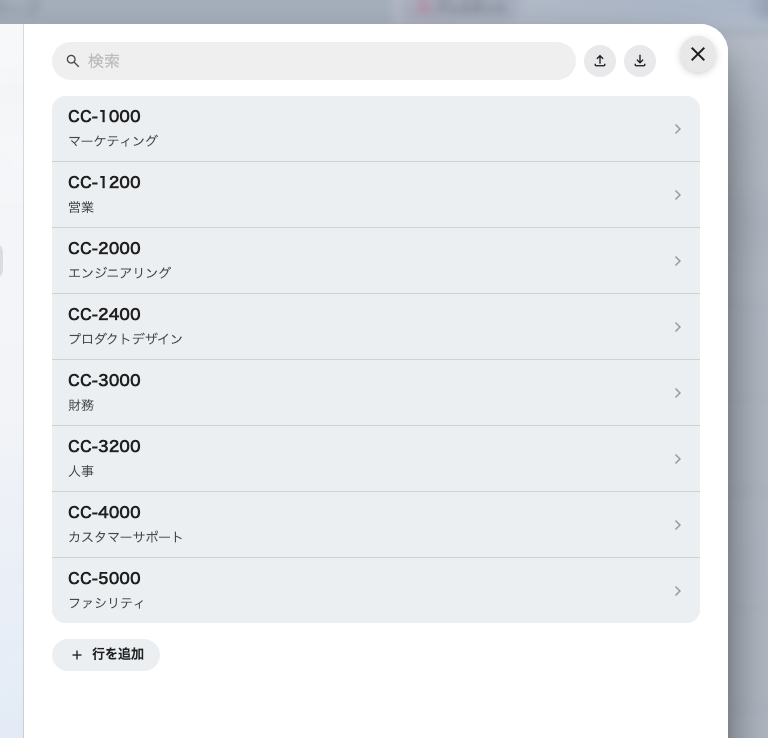 検索
CC-1000
マーケティング
CC-1200
営業
CC-2000
エンジニアリング
CC-2400
プロダクトデザイン
CC-3000
財務
CC-3200
人事
CC-4000
カスタマーサポート
CC-5000
ファシリティ
+ 行を追加